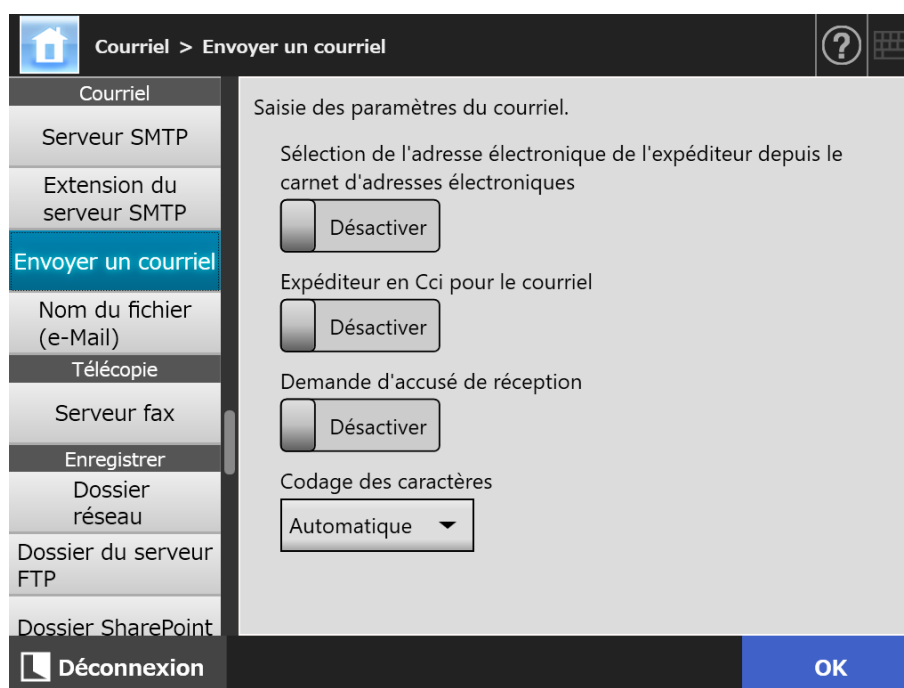 Courriel > Envoyer un courriel
?
Courriel
Serveur SMTP
Extension du
serveur SMTP
Envoyer un courriel
Nom du fichier
(e-Mail)
Télécopie
Serveur fax
Enregistrer
Dossier
réseau
Dossier du serveur
FTP
Dossier SharePoint
Déconnexion
Saisie des paramètres du courriel.
Sélection de l'adresse électronique de l'expéditeur depuis le
carnet d'adresses électroniques
Désactiver
Expéditeur en Cci pour le courriel
Désactiver
Demande d'accusé de réception
Désactiver
Codage des caractères
Automatique
OK